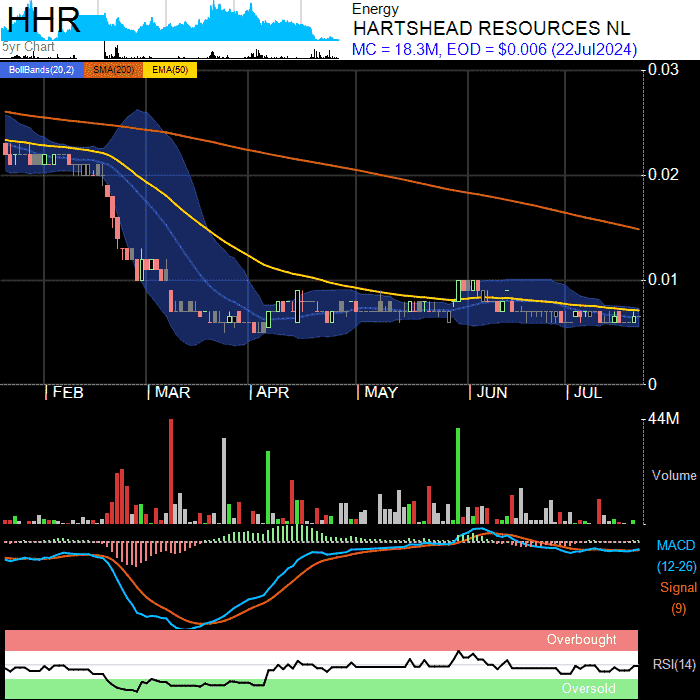 HHR
5yr Chart
Energy
HARTSHEAD RESOURCES NL
MC = 18.3M, EOD = $0.006 (22Jul2024)
BollBands(20,2) SMA(200) EMA(50)
0.03
0.02
0.01
0
FEB MAR APR MAY JUN JUL
44M
Volume
MACD
(12-26)
Signal
(9)
Overbought
RSI(14)
Oversold